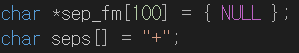 char *sep_fm[100] = { NULL };
char seps[] = "+";